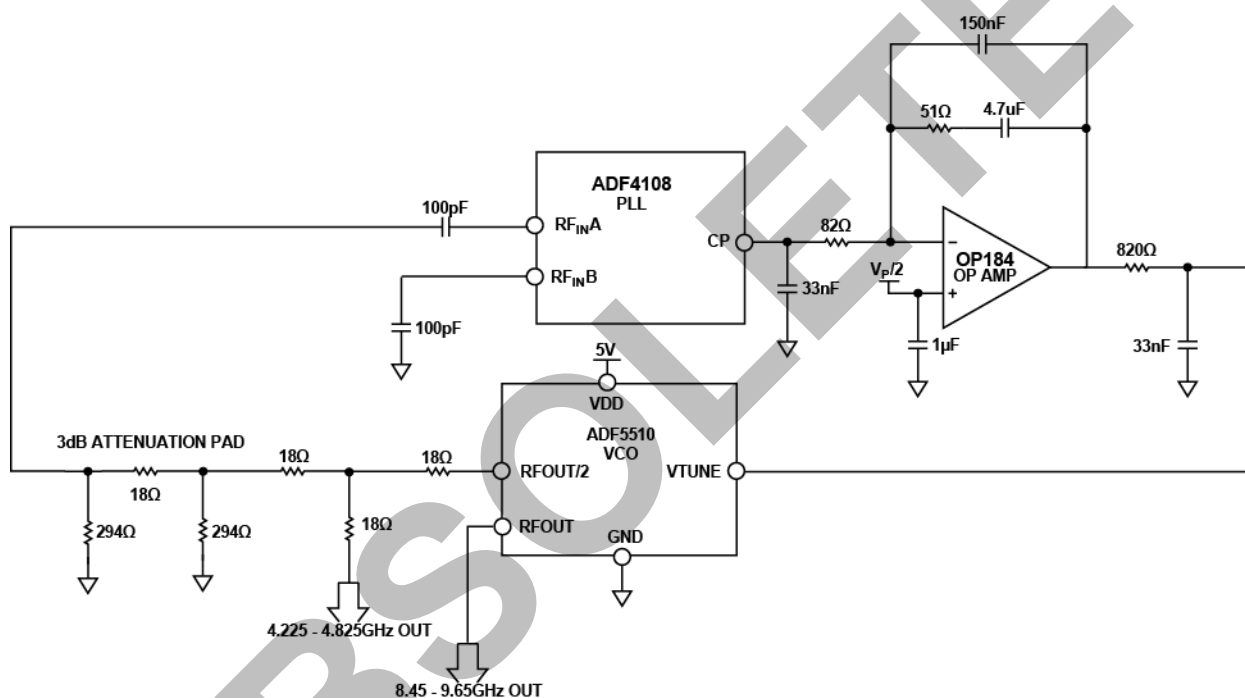 150nF
51Ω
4.7uF
ADF4108
PLL
100pF
RFINA
CP
82Ω
OP184
OP AMP
820Ω
VP/2
RFINB
33nF
100pF
1µF
33nF
5V
VDD
3dB ATTENUATION PAD
ADF5510
VCO
18Ω
18Ω
RFOUT/2
VTUNE
18Ω
294Ω
294Ω
18Ω
RFOUT
GND
4.225 - 4.825GHz OUT
8.45 - 9.65GHz OUT
OBSOLETE